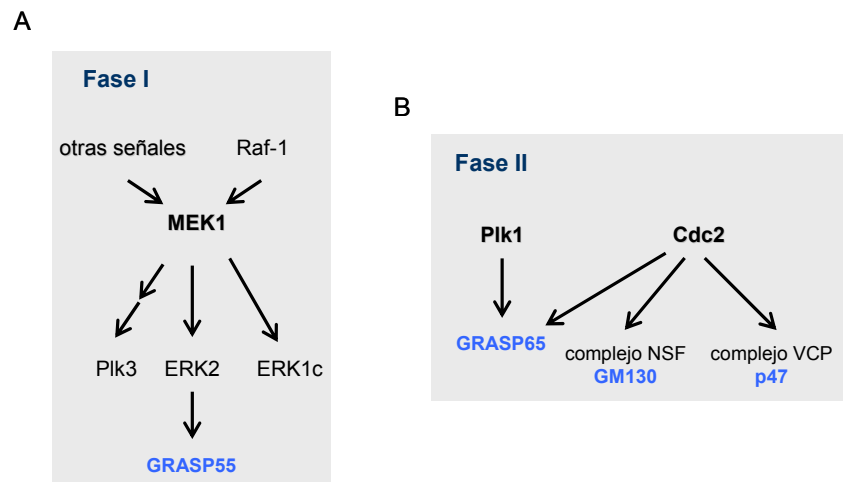 A
Fase I
otras señales
Raf-1
MEK1
Plk3
ERK2
ERK1c
GRASP55
B
Fase II
Plk1
Cdc2
GRASP65
complejo NSF
GM130
complejo VCP
p47